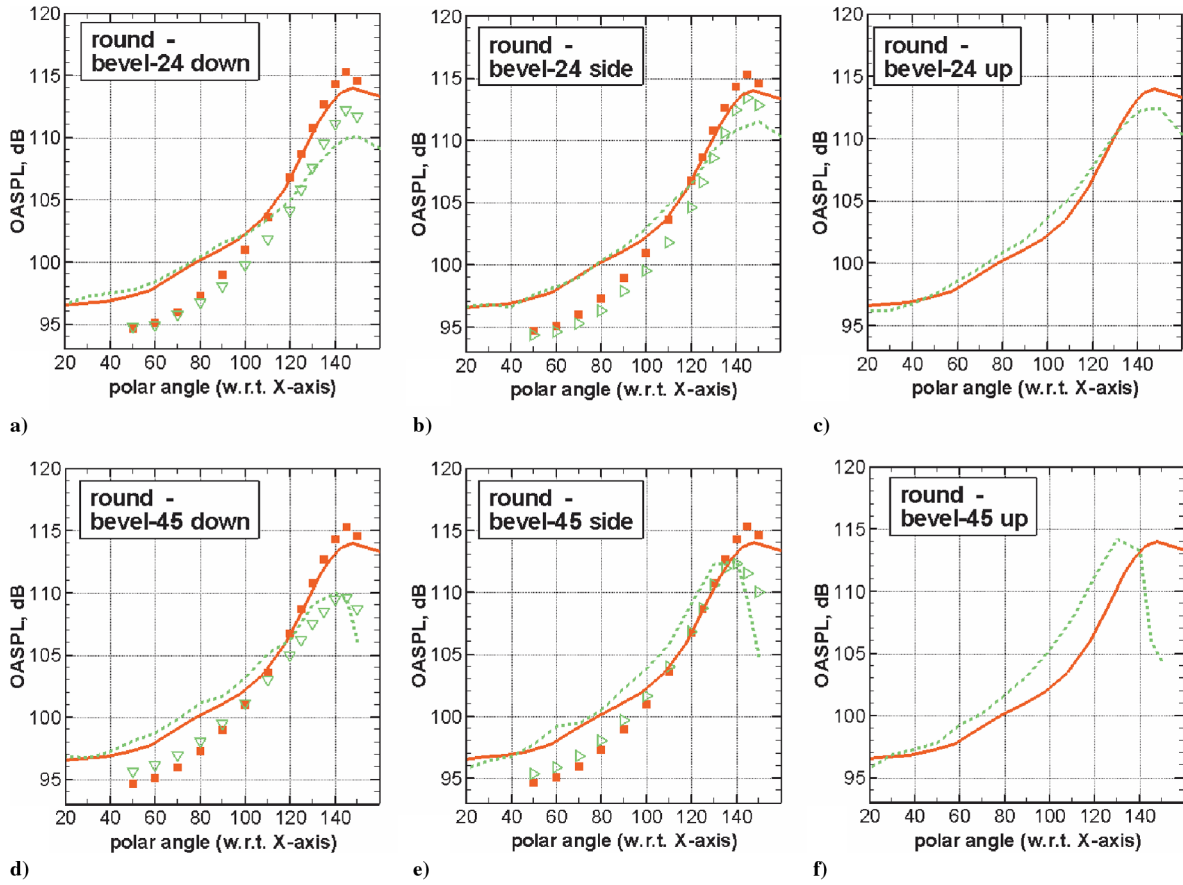 round -
bevel-24 down
OASPL, dB
120
115
110
105
100
95
20 40 60 80 100 120 140
polar angle (w.r.t. X-axis)
a)
round -
bevel-24 side
OASPL, dB
120
115
110
105
100
95
20 40 60 80 100 120 140
polar angle (w.r.t. X-axis)
b)
round -
bevel-24 up
OASPL, dB
120
115
110
105
100
95
20 40 60 80 100 120 140
polar angle (w.r.t. X-axis)
c)
round -
bevel-45 down
OASPL, dB
120
115
110
105
100
95
20 40 60 80 100 120 140
polar angle (w.r.t. X-axis)
d)
round -
bevel-45 side
OASPL, dB
120
115
110
105
100
95
20 40 60 80 100 120 140
polar angle (w.r.t. X-axis)
e)
round -
bevel-45 up
OASPL, dB
120
115
110
105
100
95
20 40 60 80 100 120 140
polar angle (w.r.t. X-axis)
f)